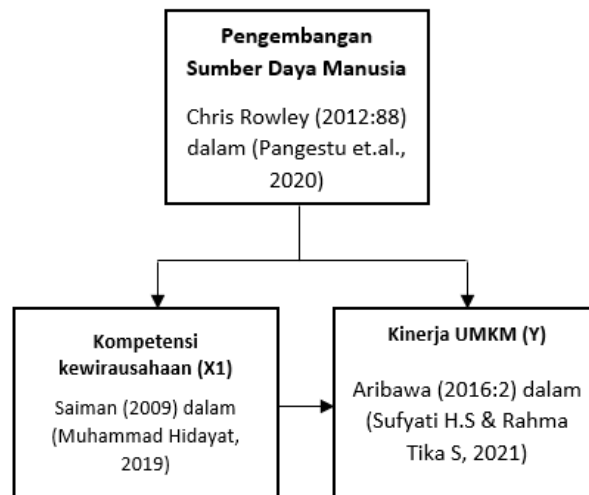 Pengembangan
Sumber Daya Manusia
Chris Rowley (2012:88)
dalam (Pangestu et.al.,
2020)
Kompetensi
kewirausahaan (X1)
Saiman (2009) dalam
(Muhammad Hidayat,
2019)
Kinerja UMKM (Y)
Aribawa (2016:2) dalam
(Sufyati H.S & Rahma
Tika S, 2021)